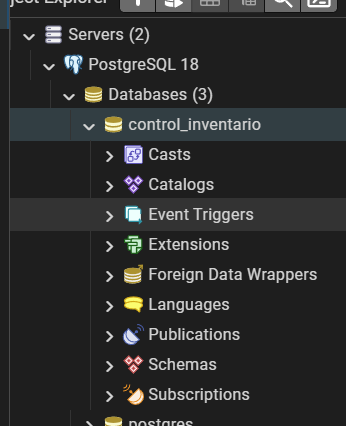 ject Explorer
Servers (2)
PostgreSQL 18
Databases (3)
control_inventario
Casts
Catalogs
Event Triggers
Extensions
Foreign Data Wrappers
Languages
Publications
Schemas
Subscriptions
postgres